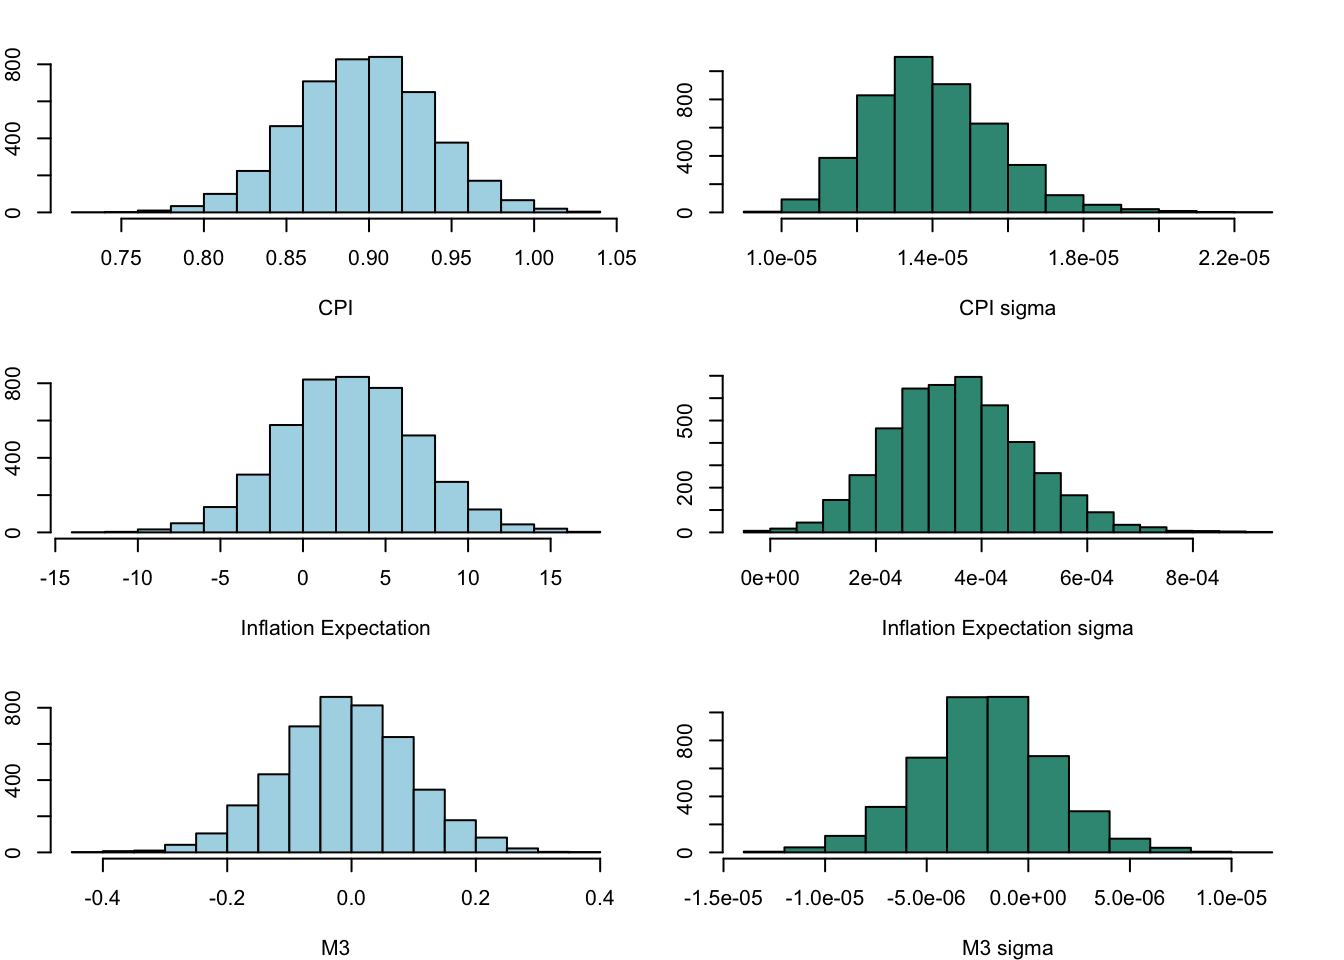 0 400 800
0.75 0.80 0.85 0.90 0.95 1.00 1.05
CPI
0 400 800
1.0e-05 1.4e-05 1.8e-05 2.2e-05
CPI sigma
0 400 800
-15 -10 -5 0 5 10 15
Inflation Expectation
0 200 500
0e+00 2e-04 4e-04 6e-04 8e-04
Inflation Expectation sigma
0 400 800
-0.4 -0.2 0.0 0.2 0.4
M3
0 400 800
-1.5e-05 -1.0e-05 -5.0e-06 0.0e+00 5.0e-06 1.0e-05
M3 sigma